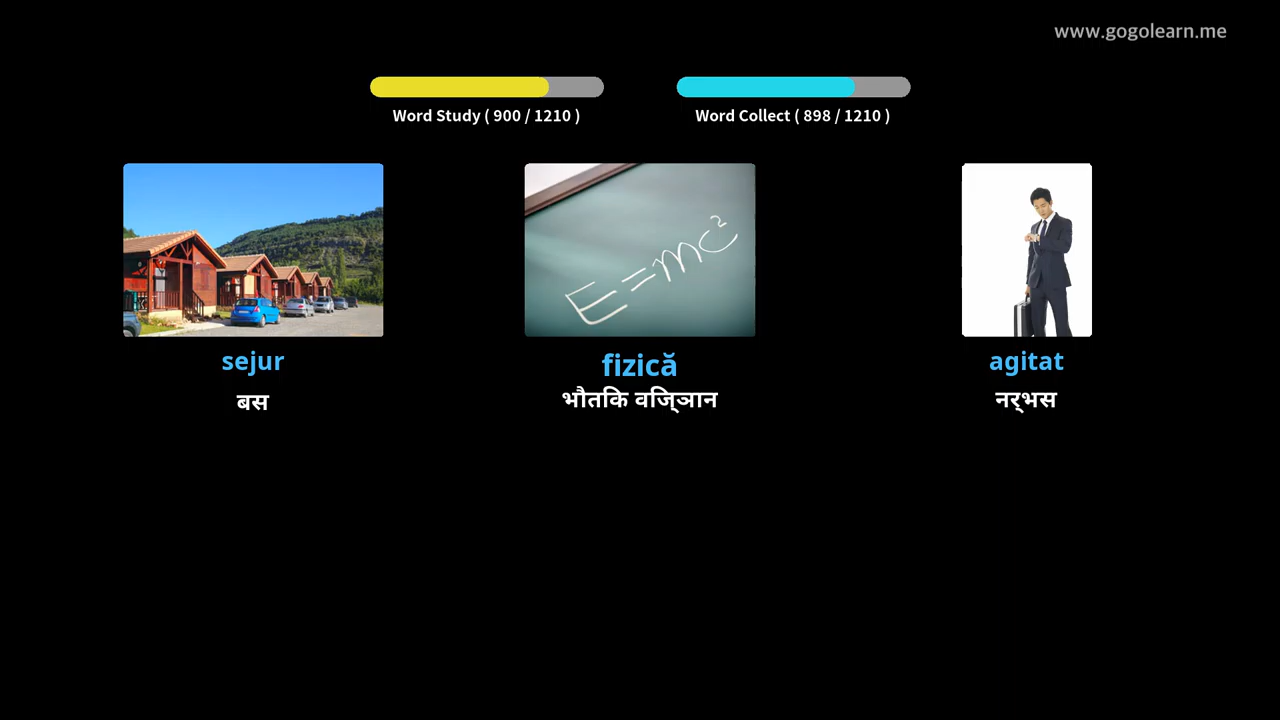 www.gogolearn.me
Word Study ( 900 / 1210 )
Word Collect ( 898 / 1210 )
E=mc²
sejur
fizică
agitat
बस
भौतकि वज्ञिान
नर्भस